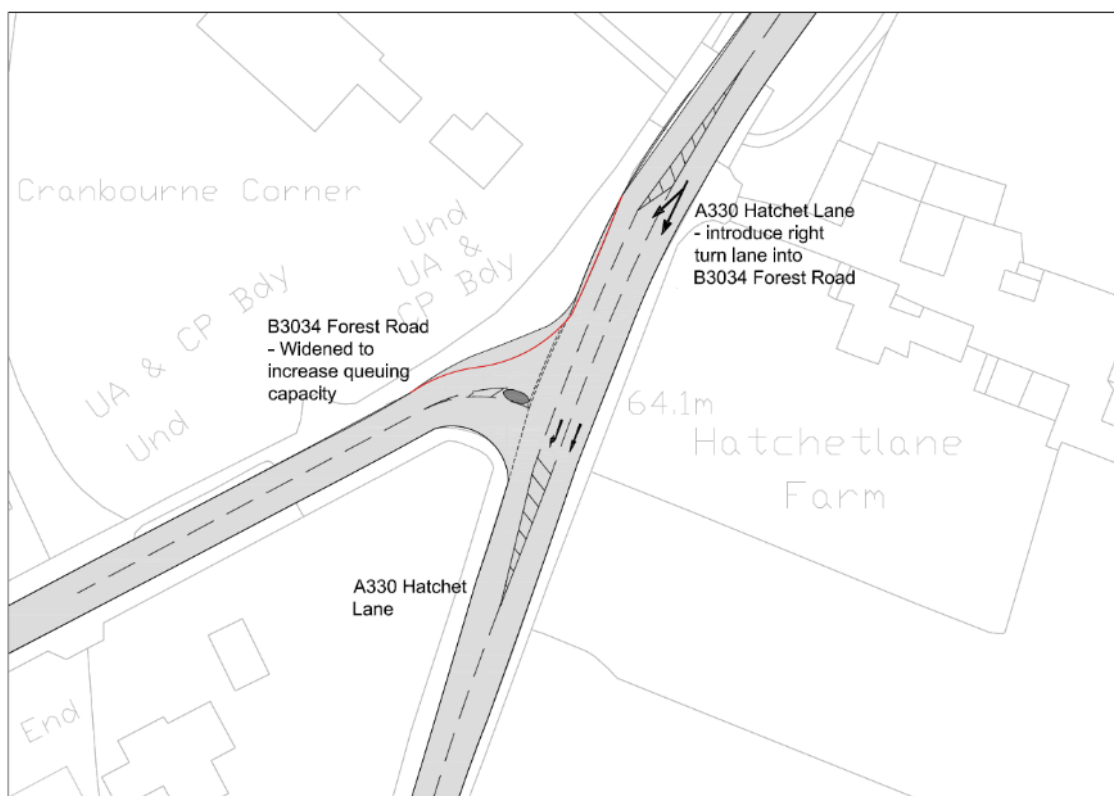 Cranbourne Corner
Und
UA &
CP Bdy
UA & CP Bdy
Und
A330 Hatchet Lane
- introduce right
turn lane into
B3034 Forest Road
B3034 Forest Road
- Widened to
increase queuing
capacity
64.1m
Hatchetlane
Farm
A330 Hatchet
Lane
End